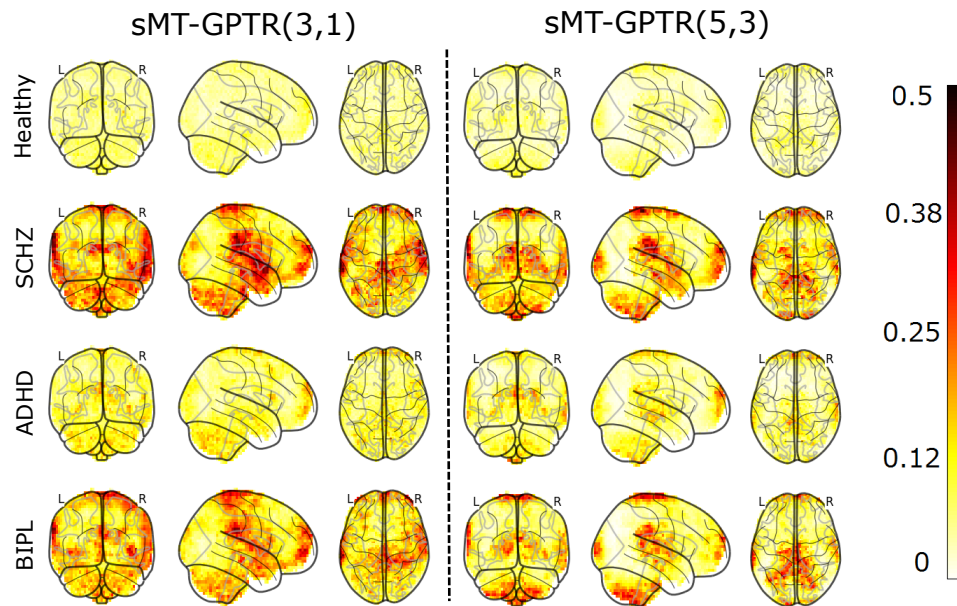 sMT-GPTR(3,1) sMT-GPTR(5,3)
Healthy
L R L R
SCHZ
L R L R
ADHD
L R L R
BIPL
L R L R
0.5
0.38
0.25
0.12
0